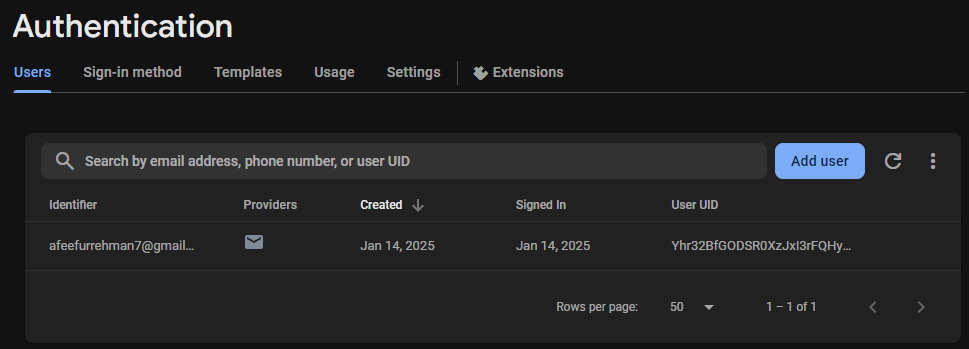 Authentication
Users Sign-in method Templates Usage Settings Extensions
Search by email address, phone number, or user UID Add user
Identifier Providers Created Signed In User UID
afeefurrehman7@gmail... Jan 14, 2025 Jan 14, 2025 Yhr32BfGODSR0XzJxI3rFQHy...
Rows per page: 50 1 – 1 of 1